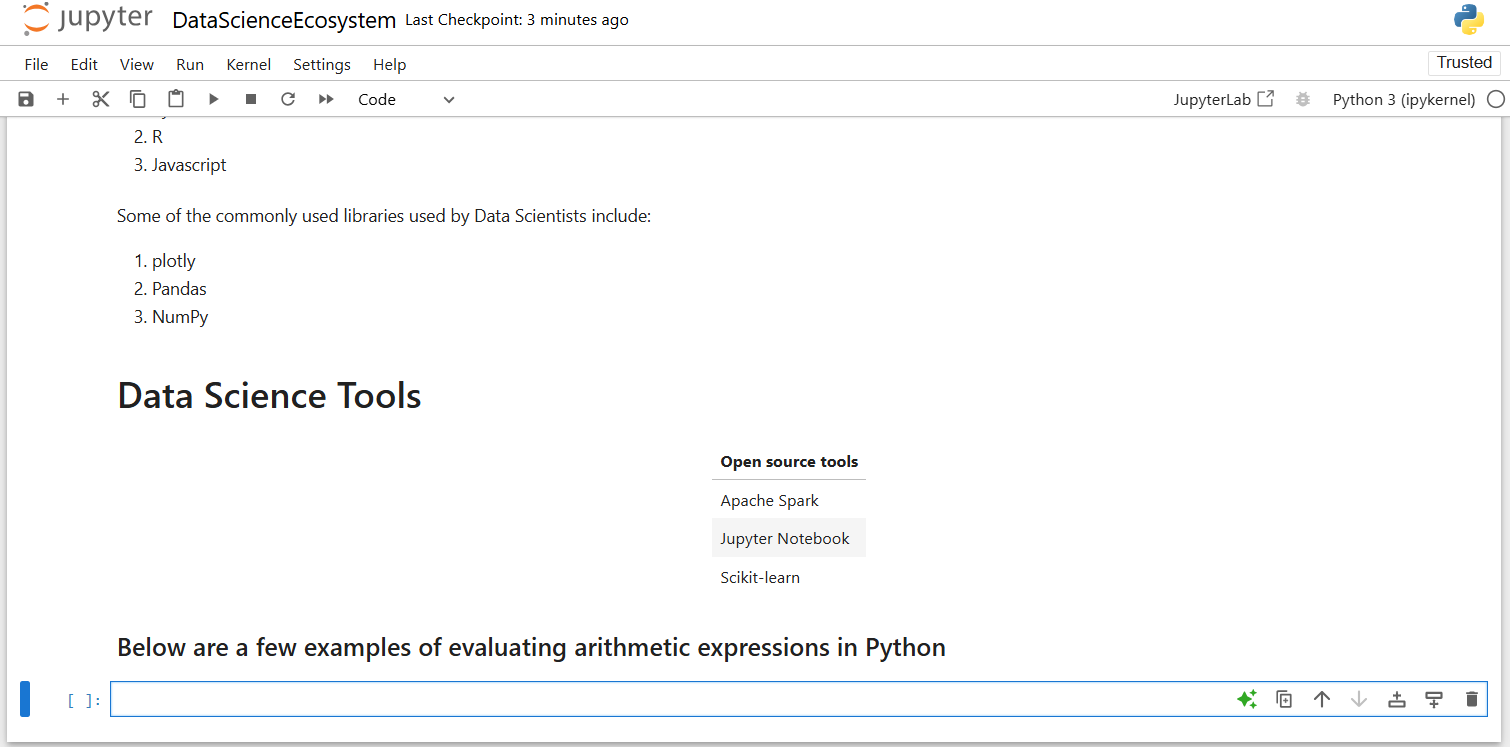 jupyter DataScienceEcosystem Last Checkpoint: 3 minutes ago
File Edit View Run Kernel Settings Help Trusted
Code JupyterLab Python 3 (ipykernel)
2. R
3. Javascript
Some of the commonly used libraries used by Data Scientists include:
1. plotly
2. Pandas
3. NumPy
Data Science Tools
Open source tools
Apache Spark
Jupyter Notebook
Scikit-learn
Below are a few examples of evaluating arithmetic expressions in Python
[ ]: